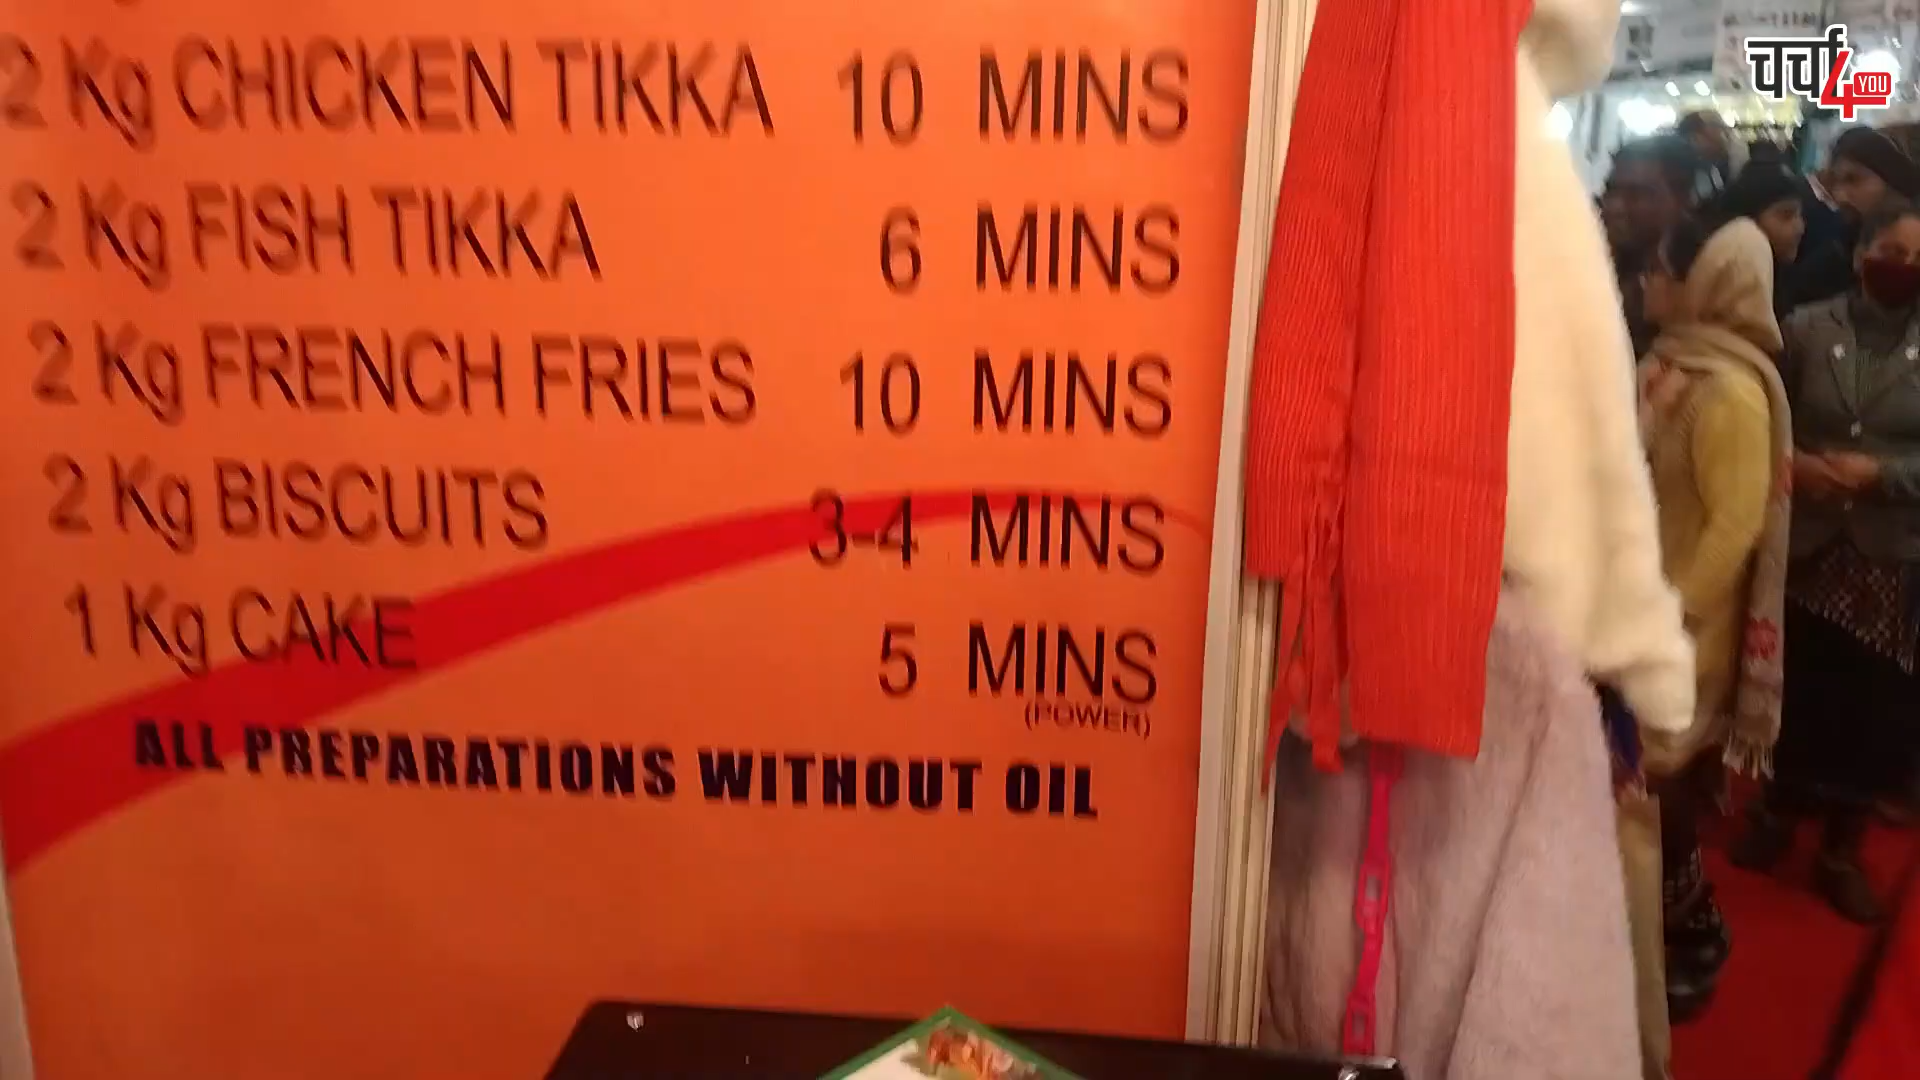 चर्चा4 YOU
2 Kg CHICKEN TIKKA 10 MINS
2 Kg FISH TIKKA 6 MINS
2 Kg FRENCH FRIES 10 MINS
2 Kg BISCUITS 3-4 MINS
1 Kg CAKE 5 MINS
(POWER)
ALL PREPARATIONS WITHOUT OIL